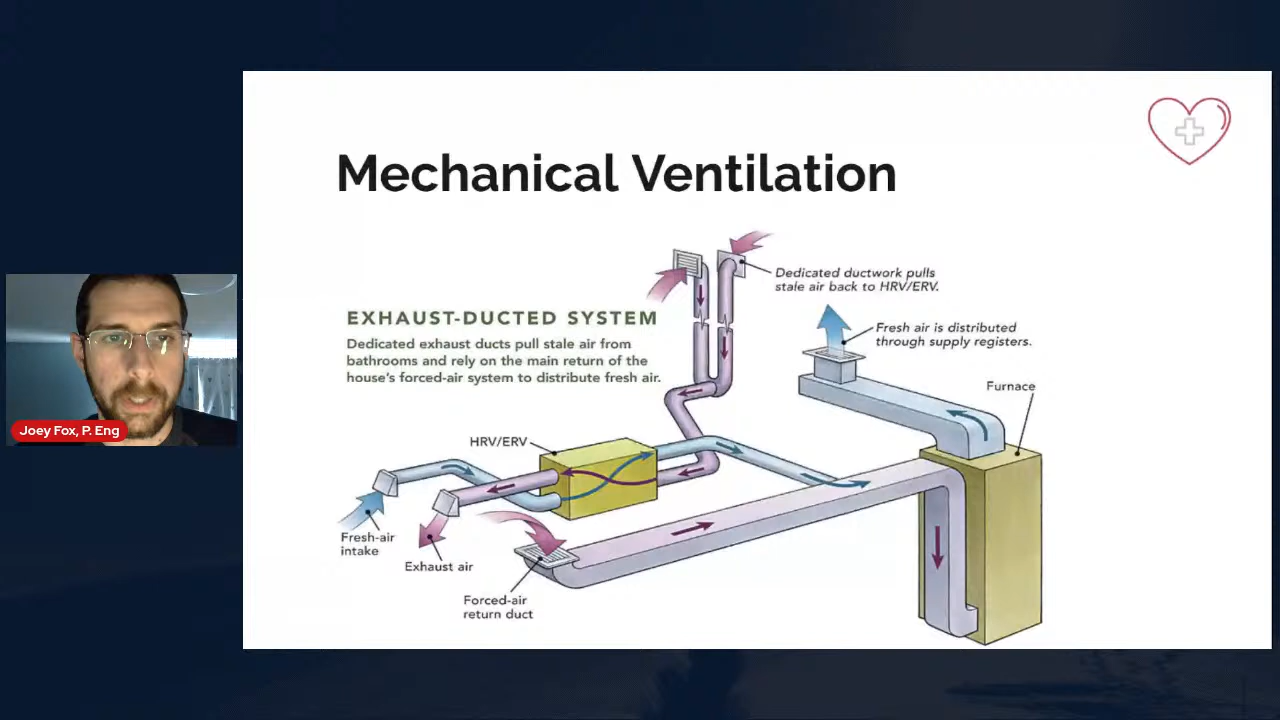 Mechanical Ventilation
EXHAUST-DUCTED SYSTEM
Dedicated exhaust ducts pull stale air from
bathrooms and rely on the main return of the
house's forced-air system to distribute fresh air.
Dedicated ductwork pulls
stale air back to HRV/ERV.
Fresh air is distributed
through supply registers.
Furnace
HRV/ERV
Fresh-air
intake
Exhaust air
Forced-air
return duct
Joey Fox, P. Eng